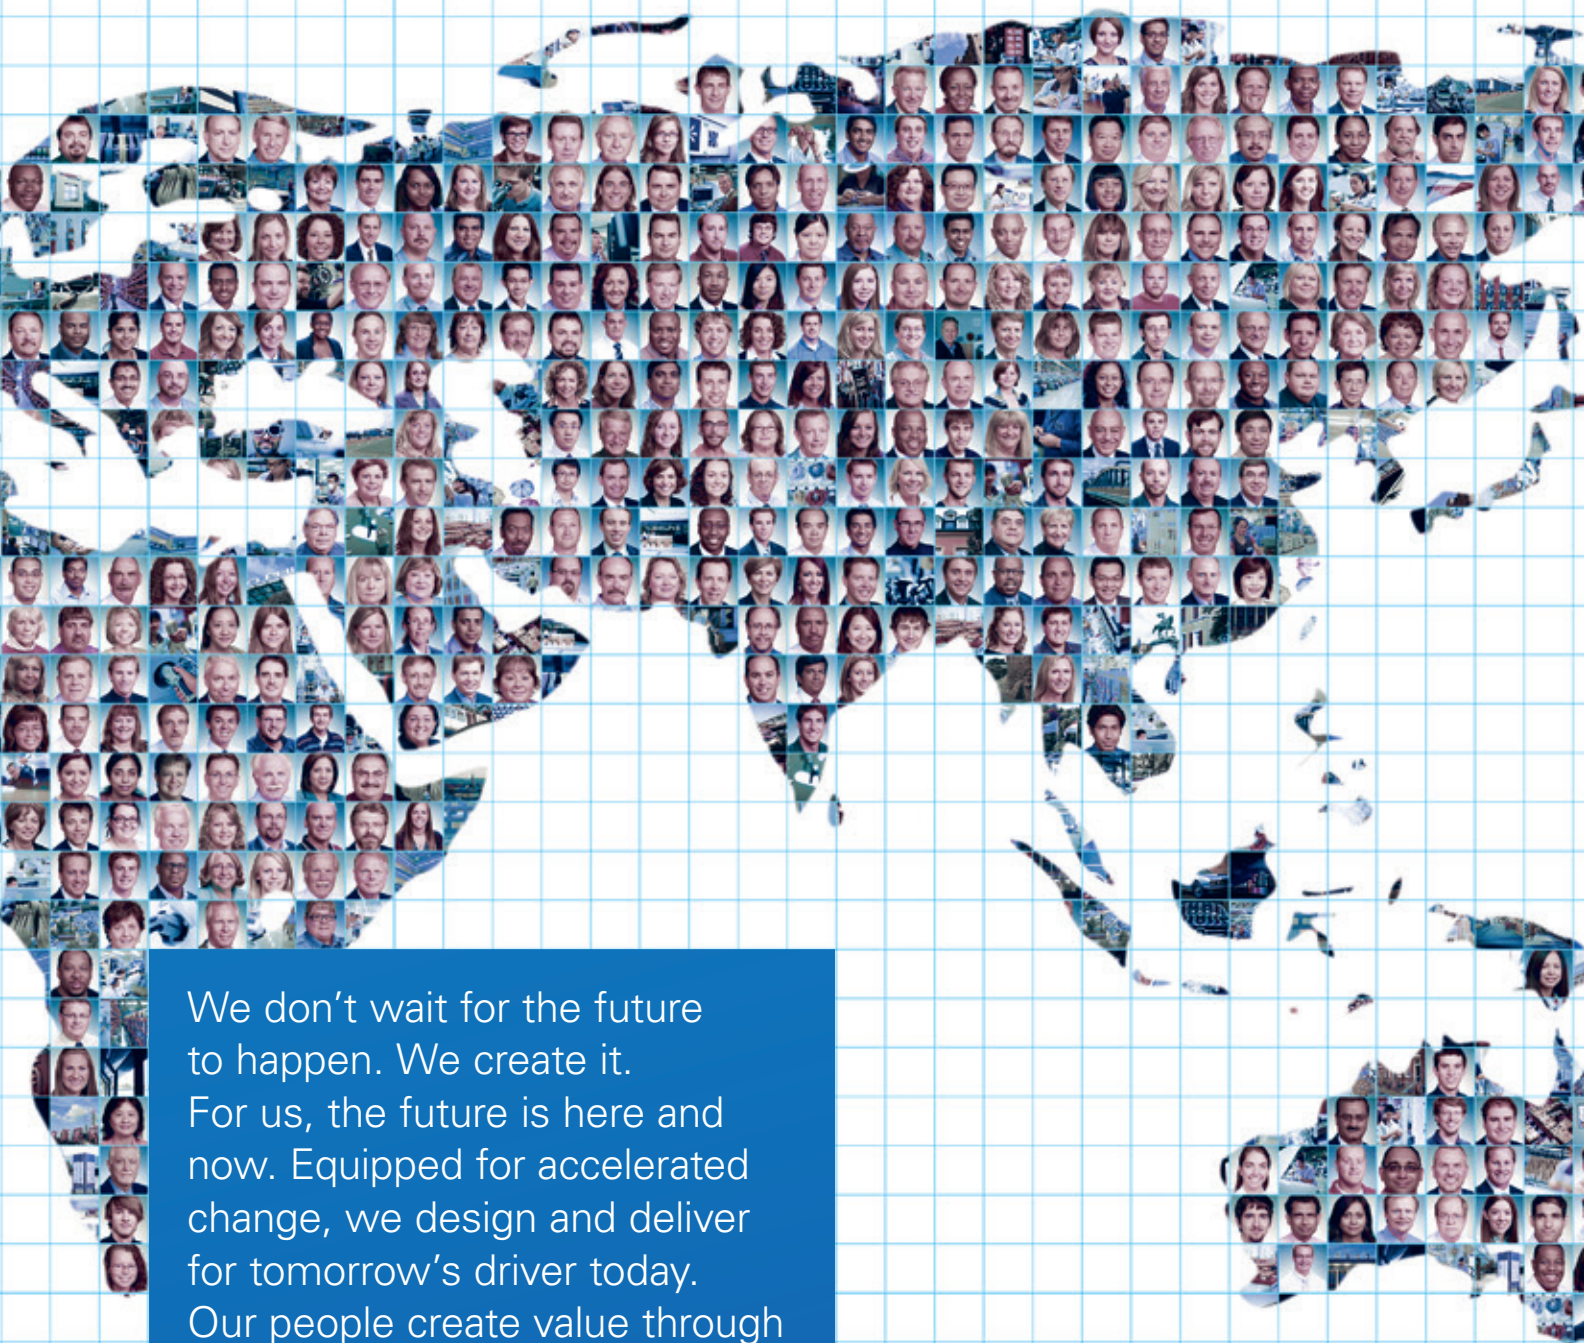 We don't wait for the future
to happen. We create it.
For us, the future is here and
now. Equipped for accelerated
change, we design and deliver
for tomorrow's driver today.
Our people create value through